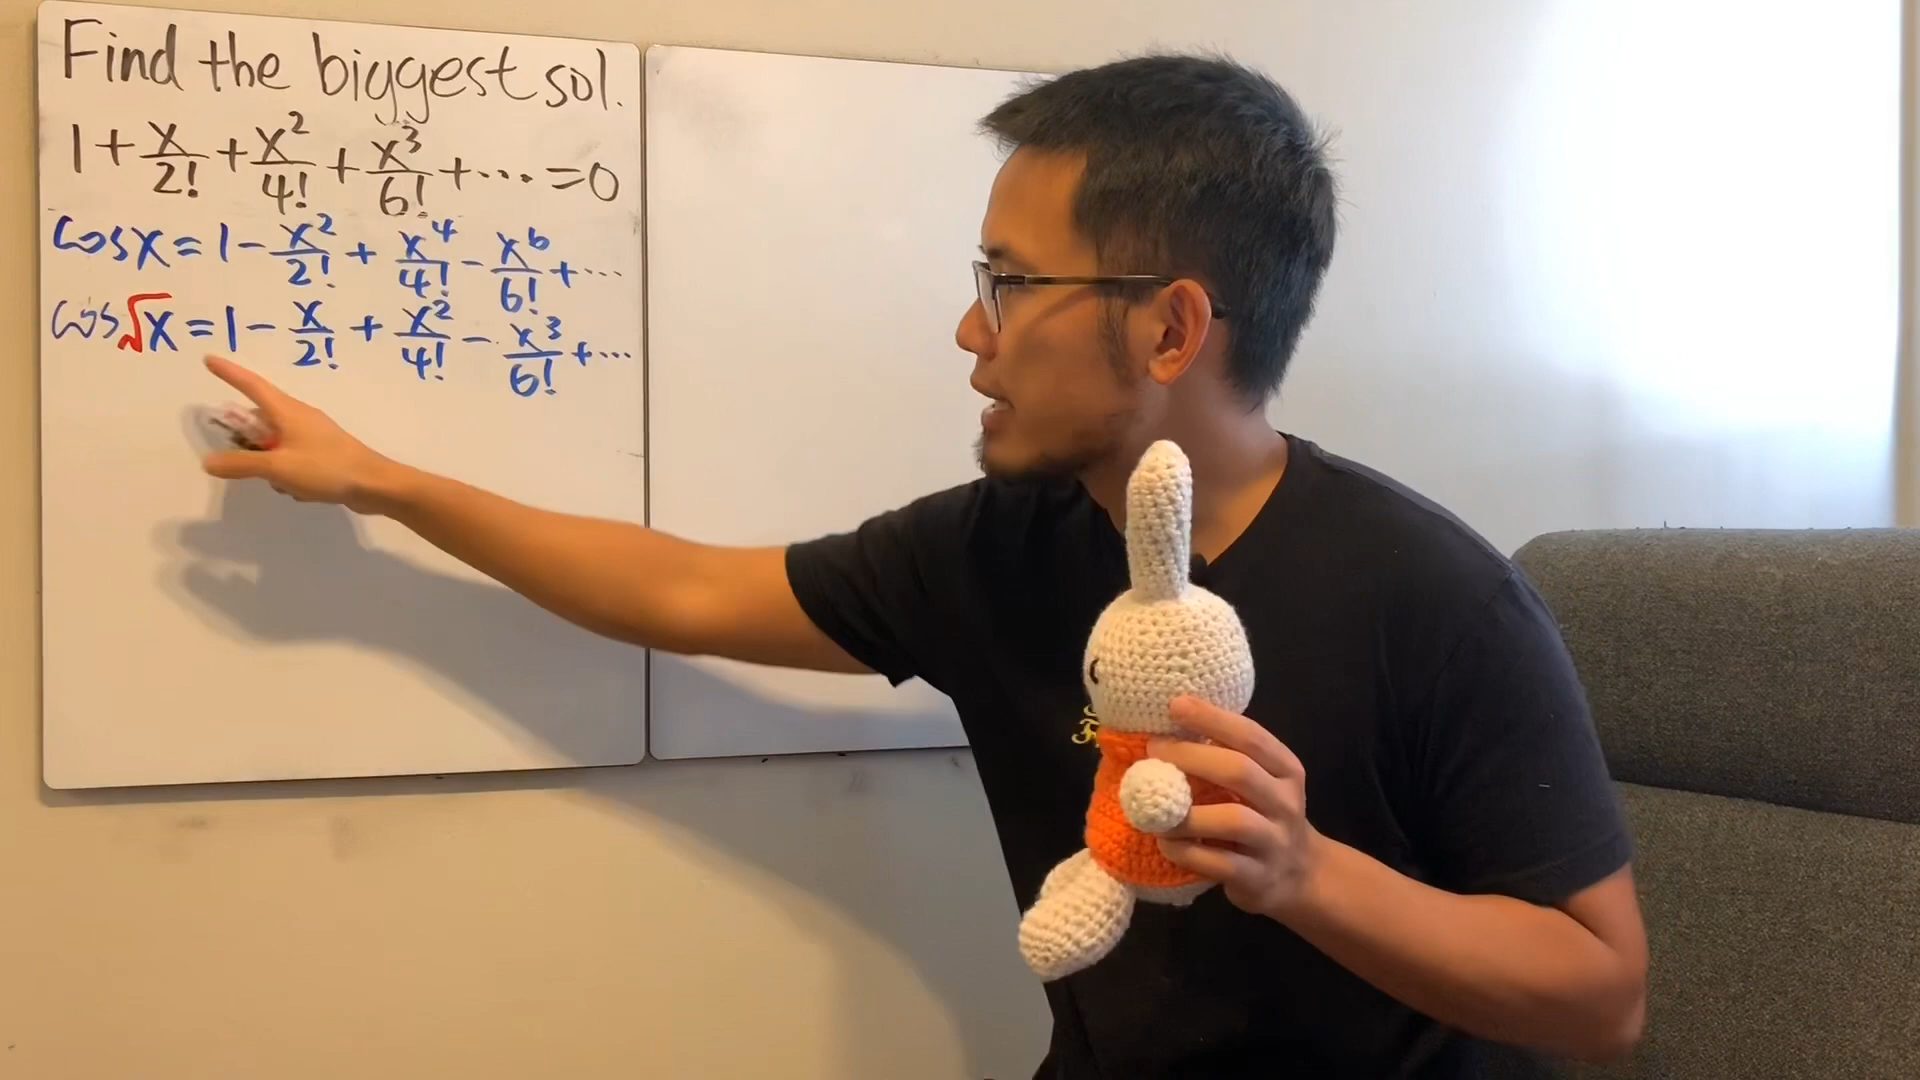 Find the biggest sol.
1 + x/2! + x²/4! + x³/6! + ⋯ = 0
cos x = 1 - x²/2! + x⁴/4! - x⁶/6! + ⋯
cos √x = 1 - x/2! + x²/4! - x³/6! + ⋯